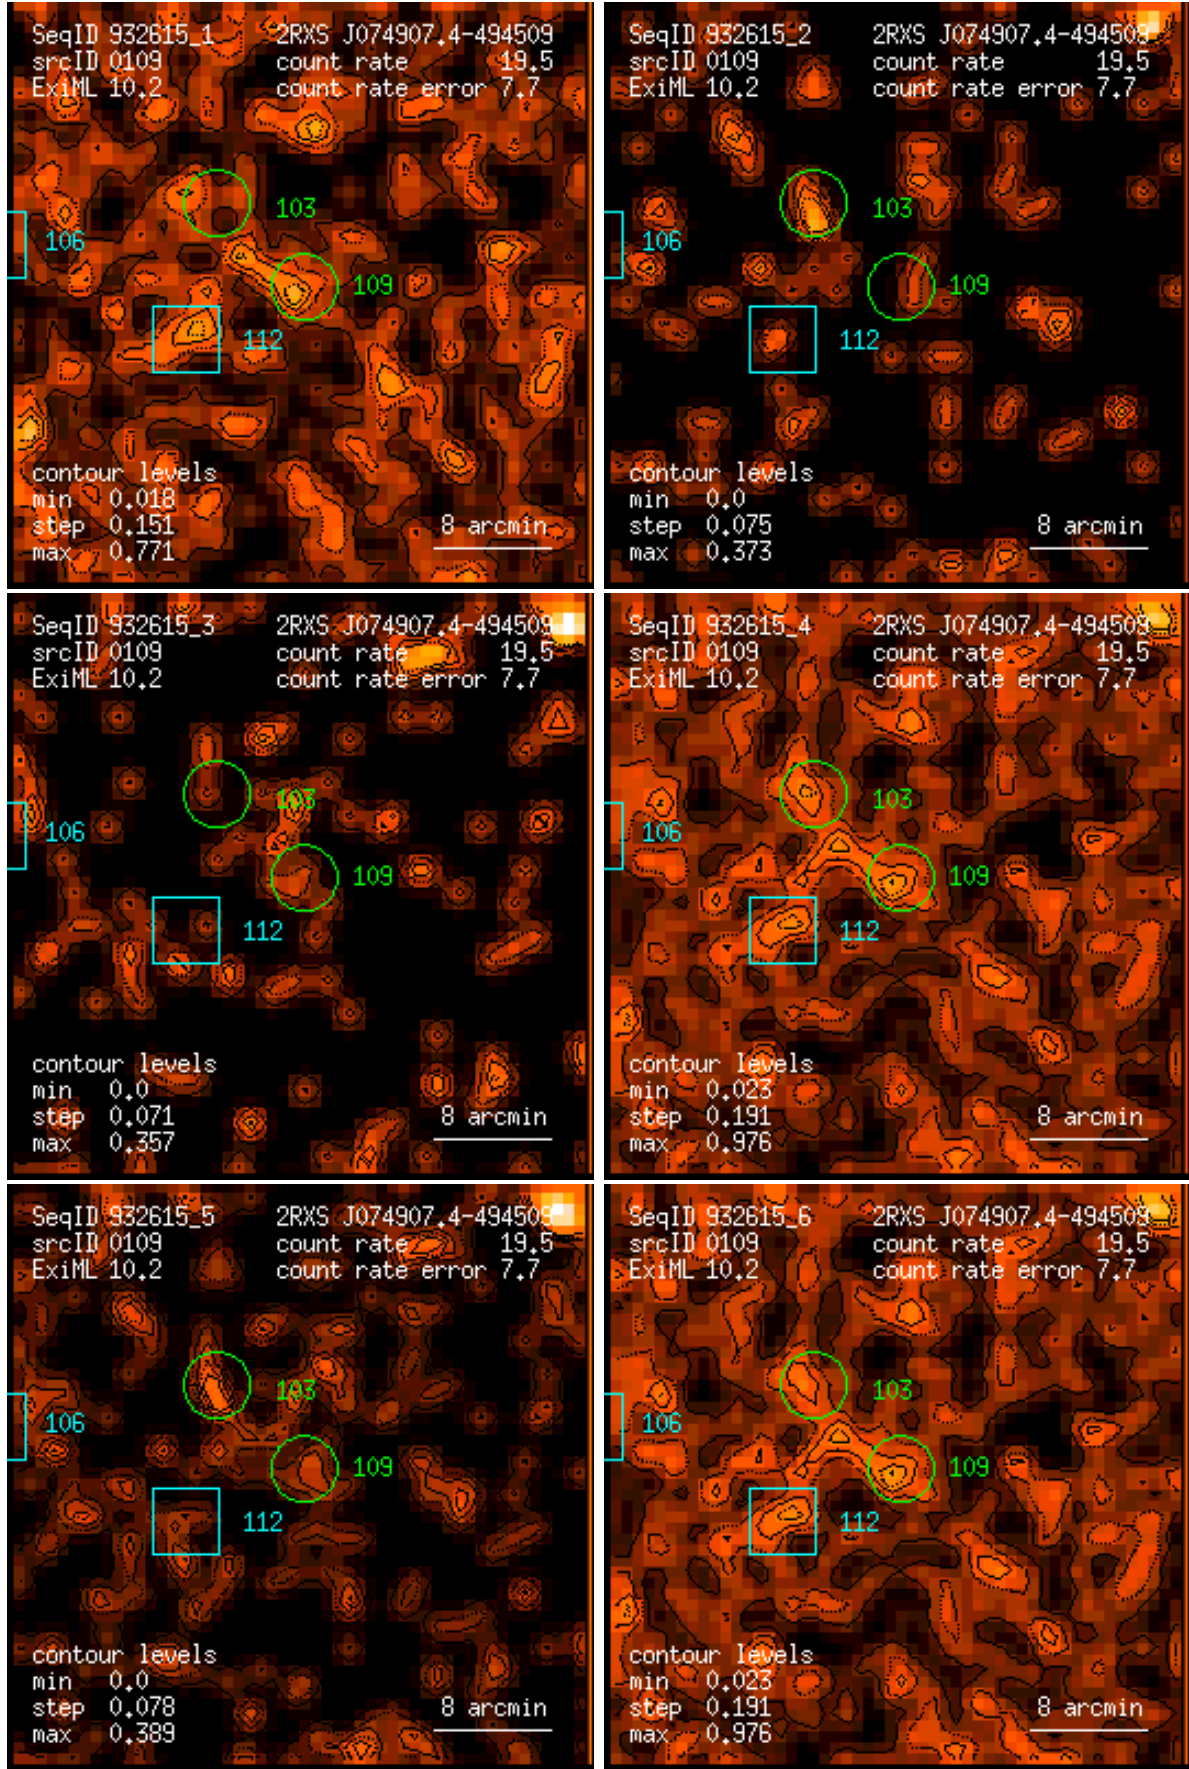 SeqID 932615_1 2RXS J074907.4-494509
srcID 0109 count rate 19.5
ExiML 10.2 count rate error 7.7
103
106
109
112
contour levels
min 0.018
step 0.151 8 arcmin
max 0.771
SeqID 932615_2 2RXS J074907.4-494509
srcID 0109 count rate 19.5
ExiML 10.2 count rate error 7.7
103
106
109
112
contour levels
min 0.0
step 0.075 8 arcmin
max 0.373
SeqID 932615_3 2RXS J074907.4-494509
srcID 0109 count rate 19.5
ExiML 10.2 count rate error 7.7
103
106
109
112
contour levels
min 0.0
step 0.071 8 arcmin
max 0.357
SeqID 932615_4 2RXS J074907.4-494509
srcID 0109 count rate 19.5
ExiML 10.2 count rate error 7.7
103
106
109
112
contour levels
min 0.023
step 0.191 8 arcmin
max 0.976
SeqID 932615_5 2RXS J074907.4-494509
srcID 0109 count rate 19.5
ExiML 10.2 count rate error 7.7
103
106
109
112
contour levels
min 0.0
step 0.078 8 arcmin
max 0.389
SeqID 932615_6 2RXS J074907.4-494509
srcID 0109 count rate 19.5
ExiML 10.2 count rate error 7.7
103
106
109
112
contour levels
min 0.023
step 0.191 8 arcmin
max 0.976